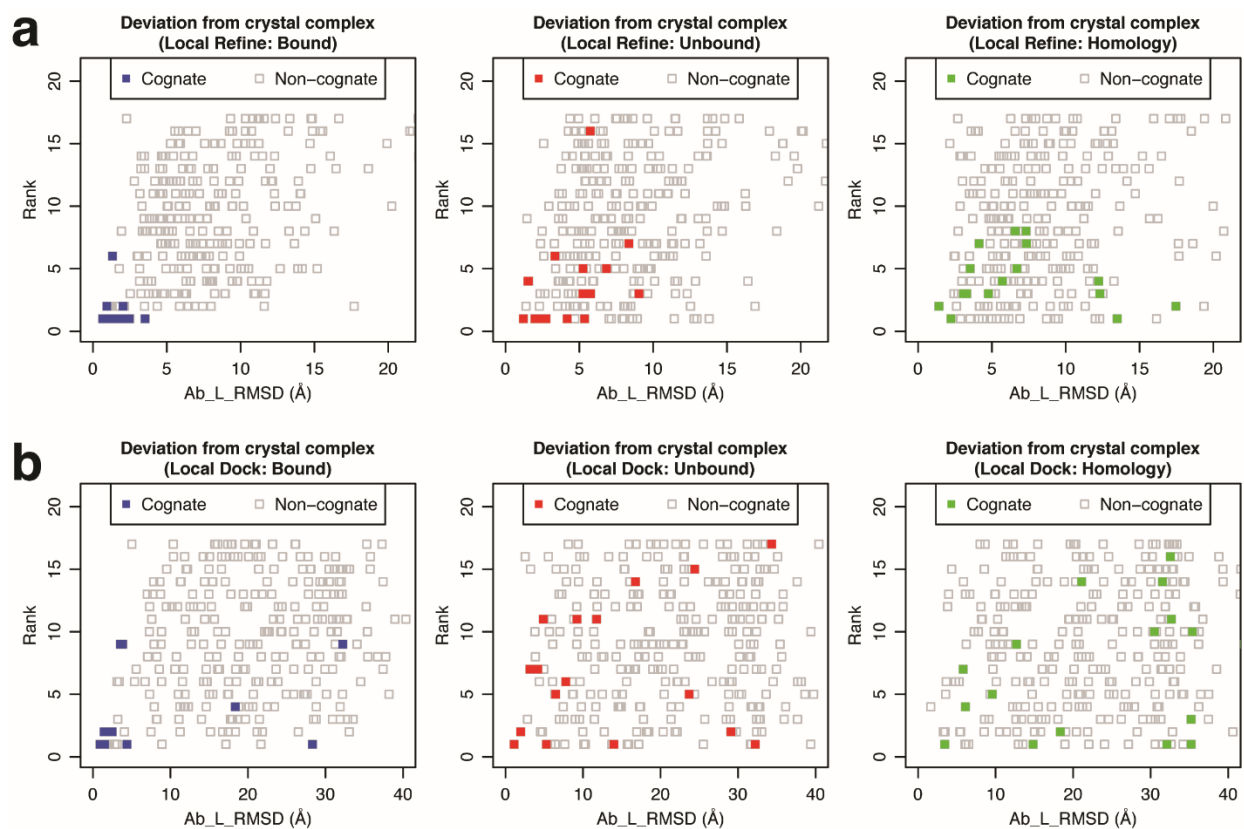 a
Deviation from crystal complex
(Local Refine: Bound)
Cognate Non−cognate
Rank
20
15
10
5
0
0 5 10 15 20
Ab_L_RMSD (Å)
Deviation from crystal complex
(Local Refine: Unbound)
Cognate Non−cognate
Rank
20
15
10
5
0
0 5 10 15 20
Ab_L_RMSD (Å)
Deviation from crystal complex
(Local Refine: Homology)
Cognate Non−cognate
Rank
20
15
10
5
0
0 5 10 15 20
Ab_L_RMSD (Å)
b
Deviation from crystal complex
(Local Dock: Bound)
Cognate Non−cognate
Rank
20
15
10
5
0
0 10 20 30 40
Ab_L_RMSD (Å)
Deviation from crystal complex
(Local Dock: Unbound)
Cognate Non−cognate
Rank
20
15
10
5
0
0 10 20 30 40
Ab_L_RMSD (Å)
Deviation from crystal complex
(Local Dock: Homology)
Cognate Non−cognate
Rank
20
15
10
5
0
0 10 20 30 40
Ab_L_RMSD (Å)